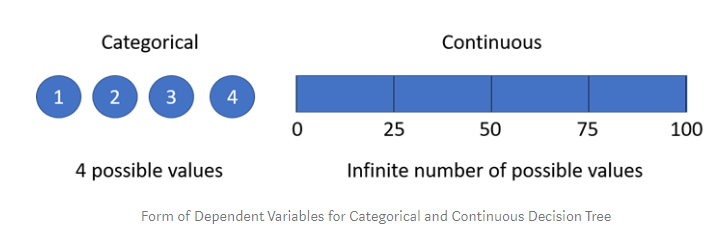 Categorical
Continuous
1 2 3 4
0 25 50 75 100
4 possible values
Infinite number of possible values
Form of Dependent Variables for Categorical and Continuous Decision Tree